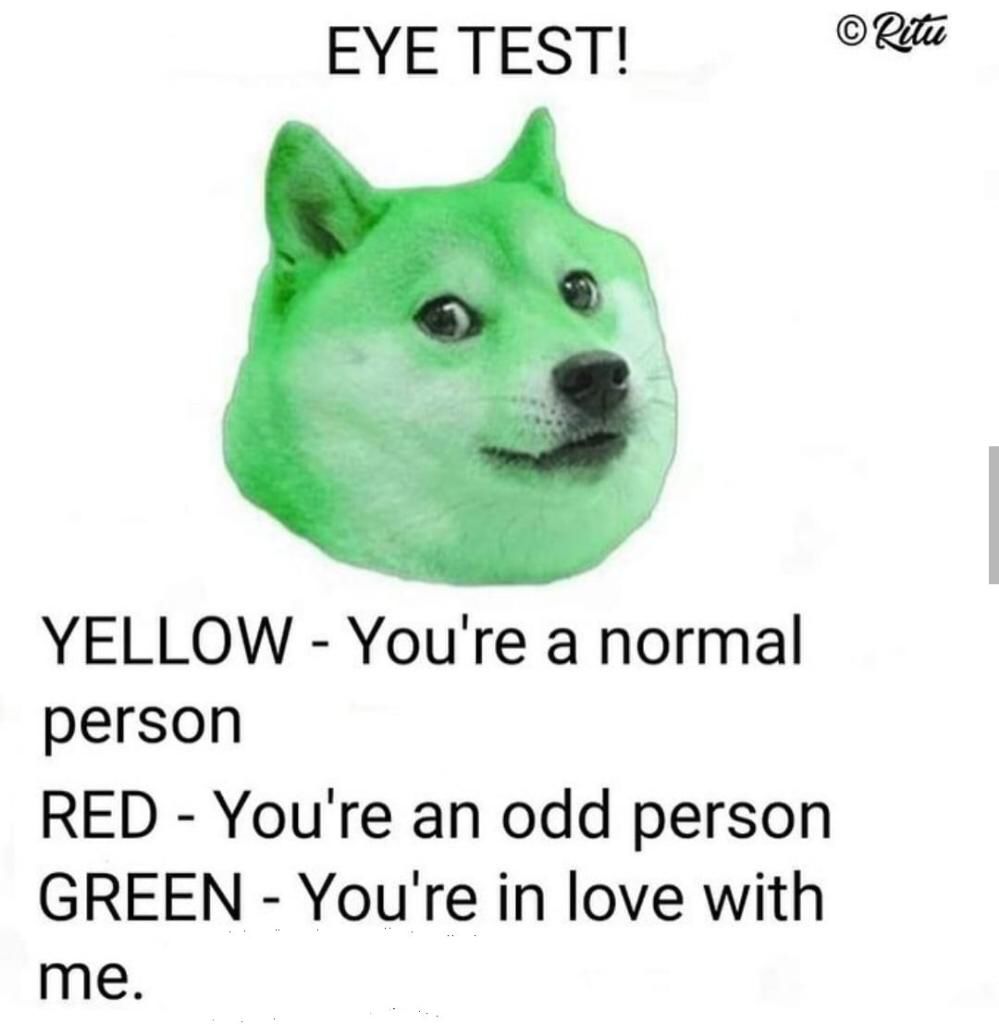 EYE TEST!
© Ritu
YELLOW - You're a normal
person
RED - You're an odd person
GREEN - You're in love with
me.